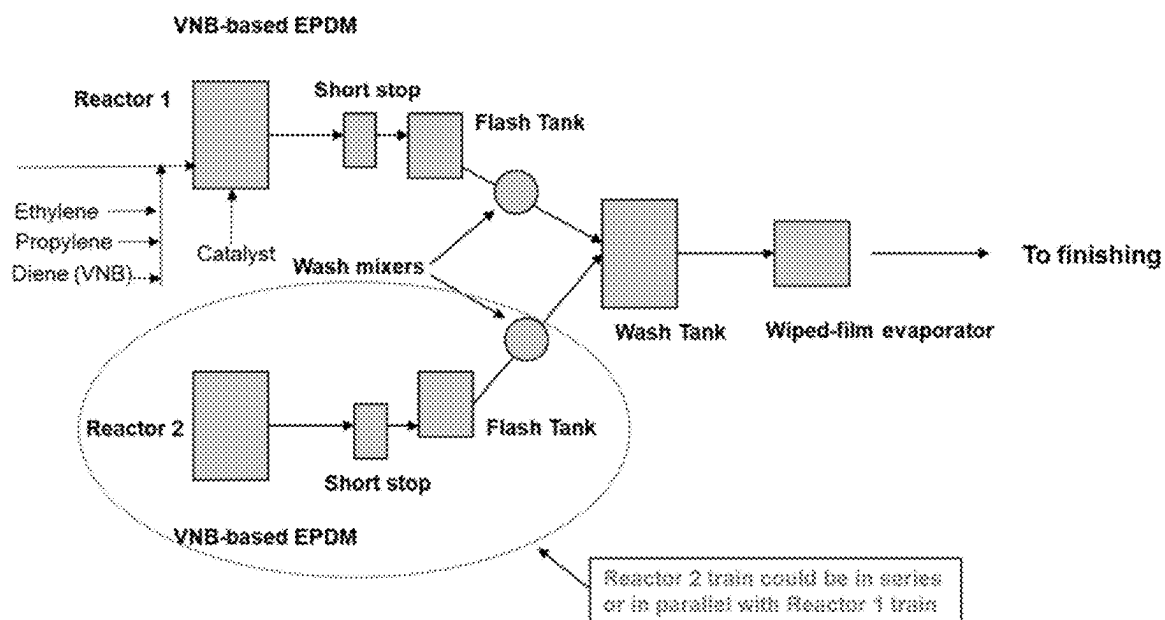 VNB-based EPDM
Reactor 1
Short stop
Flash Tank
Ethylene
Propylene
Diene (VNB)
Catalyst
Wash mixers
To finishing
Wash Tank
Wiped-film evaporator
Reactor 2
Flash Tank
Short stop
VNB-based EPDM
Reactor 2 train could be in series
or in parallel with Reactor 1 train